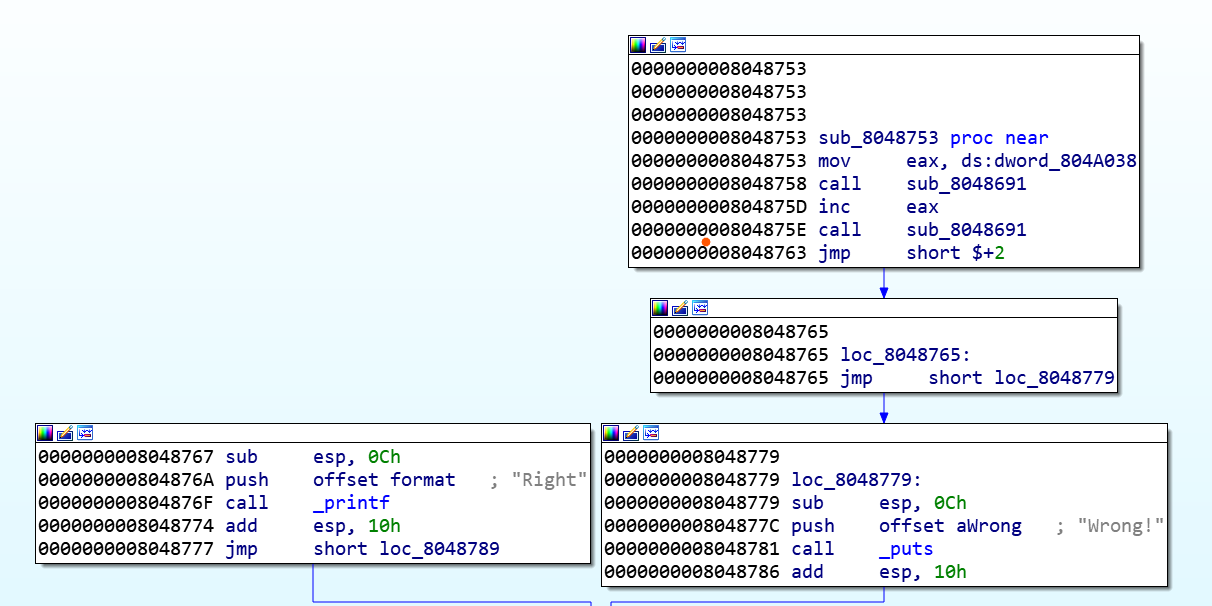 0000000008048753
0000000008048753
0000000008048753
0000000008048753 sub_8048753 proc near
0000000008048753 mov eax, ds:dword_804A038
0000000008048758 call sub_8048691
000000000804875D inc eax
000000000804875E call sub_8048691
0000000008048763 jmp short $+2
0000000008048765
0000000008048765 loc_8048765:
0000000008048765 jmp short loc_8048779
0000000008048767 sub esp, 0Ch
000000000804876A push offset format ; "Right"
000000000804876F call _printf
0000000008048774 add esp, 10h
0000000008048777 jmp short loc_8048789
0000000008048779
0000000008048779 loc_8048779:
0000000008048779 sub esp, 0Ch
000000000804877C push offset aWrong ; "Wrong!"
0000000008048781 call _puts
0000000008048786 add esp, 10h